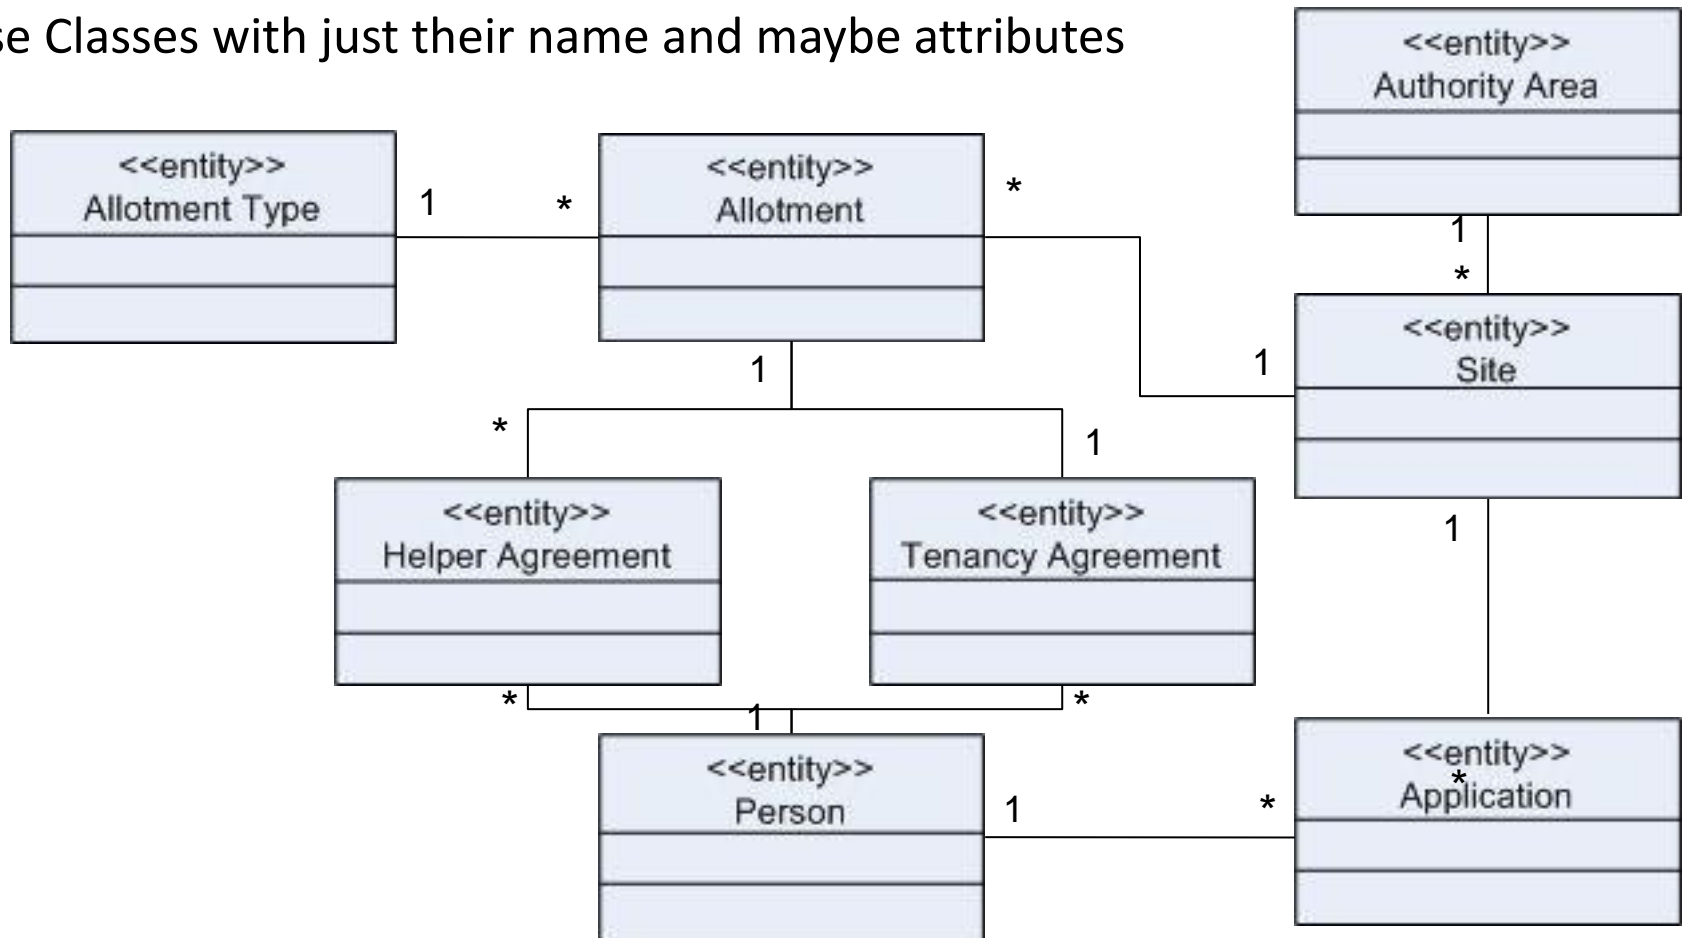 se Classes with just their name and maybe attributes
<<entity>>
Authority Area
<<entity>>
Allotment Type
1
*
<<entity>>
Allotment
*
1
*
<<entity>>
Site
1
1
*
1
<<entity>>
Helper Agreement
<<entity>>
Tenancy Agreement
1
*
1
*
<<entity>>
Person
1
*
<<entity>>
*
Application